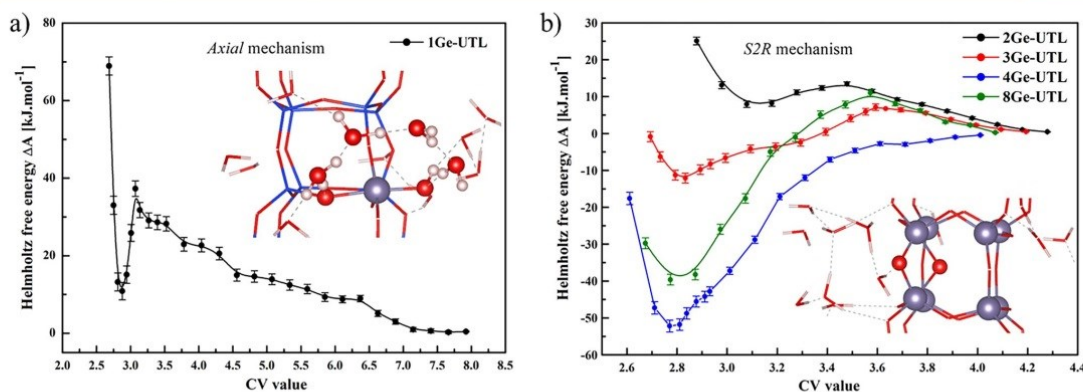 a)
Axial mechanism
1Ge-UTL
Helmholtz free energy ΔA [kJ.mol⁻¹]
80
60
40
20
0
2.0 2.5 3.0 3.5 4.0 4.5 5.0 5.5 6.0 6.5 7.0 7.5 8.0 8.5
CV value
b)
S2R mechanism
2Ge-UTL
3Ge-UTL
4Ge-UTL
8Ge-UTL
Helmholtz free energy ΔA [kJ.mol⁻¹]
30
20
10
0
-10
-20
-30
-40
-50
-60
2.6 2.8 3.0 3.2 3.4 3.6 3.8 4.0 4.2 4.4
CV value